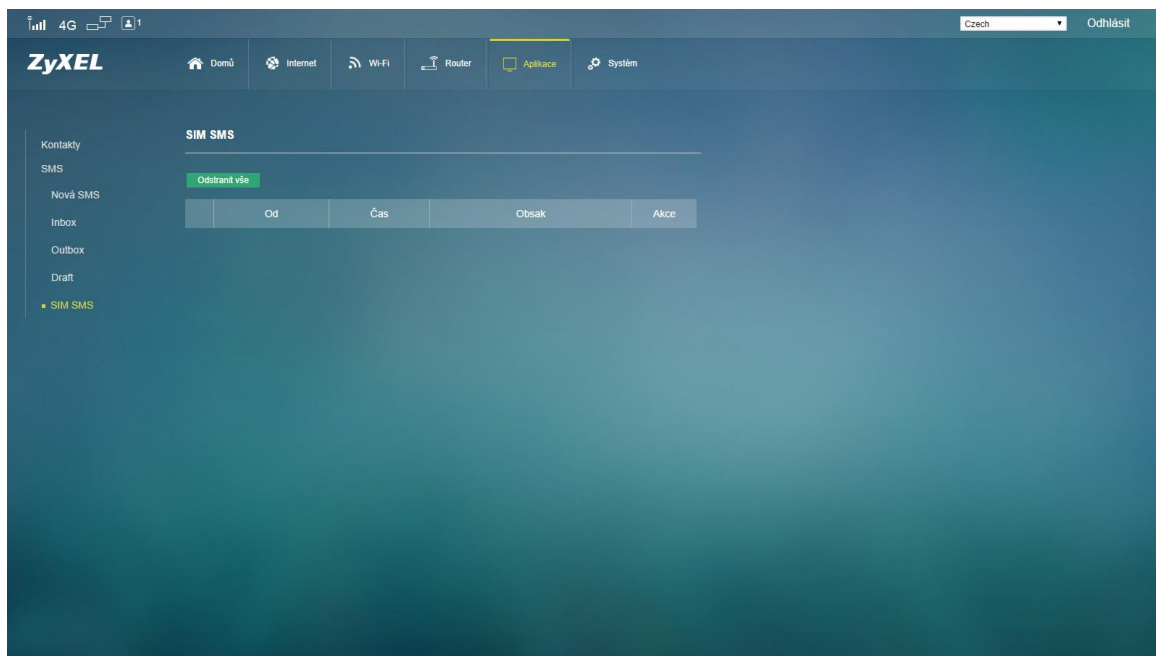 4G 1 Czech Odhlásit
ZyXEL Domů Internet Wi-Fi Router Aplikace Systém
Kontakty
SMS
Nová SMS
Inbox
Outbox
Draft
SIM SMS
SIM SMS
Odstranit vše
Od Čas Obsak Akce